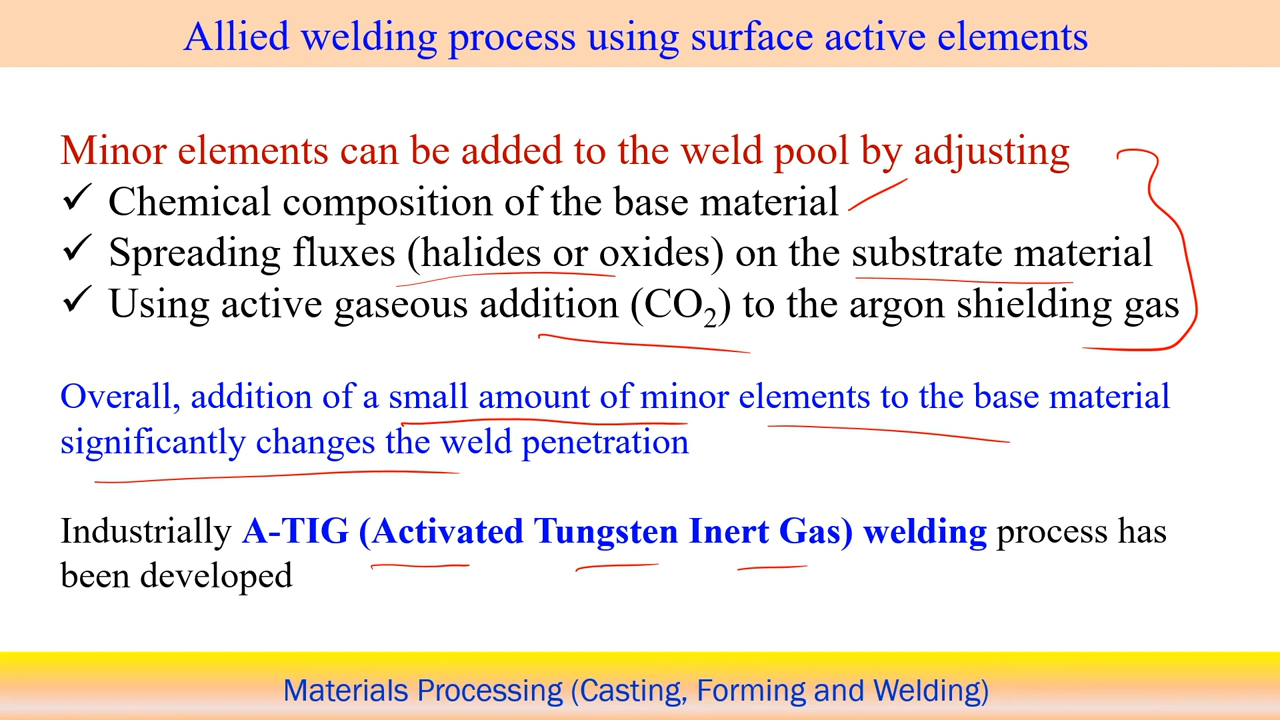 Allied welding process using surface active elements
Minor elements can be added to the weld pool by adjusting
✓ Chemical composition of the base material
✓ Spreading fluxes (halides or oxides) on the substrate material
✓ Using active gaseous addition (CO₂) to the argon shielding gas
Overall, addition of a small amount of minor elements to the base material
significantly changes the weld penetration
Industrially A-TIG (Activated Tungsten Inert Gas) welding process has
been developed
Materials Processing (Casting, Forming and Welding)